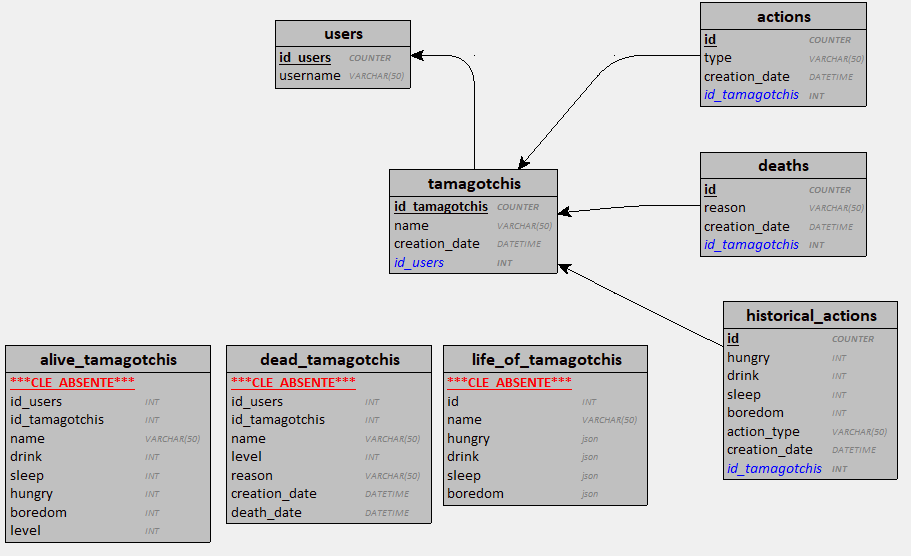 users
id_users COUNTER
username VARCHAR(50)
actions
id COUNTER
type VARCHAR(50)
creation_date DATETIME
id_tamagotchis INT
tamagotchis
id_tamagotchis COUNTER
name VARCHAR(50)
creation_date DATETIME
id_users INT
deaths
id COUNTER
reason VARCHAR(50)
creation_date DATETIME
id_tamagotchis INT
historical_actions
id COUNTER
hungry INT
drink INT
sleep INT
boredom INT
action_type VARCHAR(50)
creation_date DATETIME
id_tamagotchis INT
alive_tamagotchis
***CLE_ABSENTE***
id_users INT
id_tamagotchis INT
name VARCHAR(50)
drink INT
sleep INT
hungry INT
boredom INT
level INT
dead_tamagotchis
***CLE_ABSENTE***
id_users INT
id_tamagotchis INT
name VARCHAR(50)
level INT
reason VARCHAR(50)
creation_date DATETIME
death_date DATETIME
life_of_tamagotchis
***CLE_ABSENTE***
id INT
name VARCHAR(50)
hungry json
drink json
sleep json
boredom json